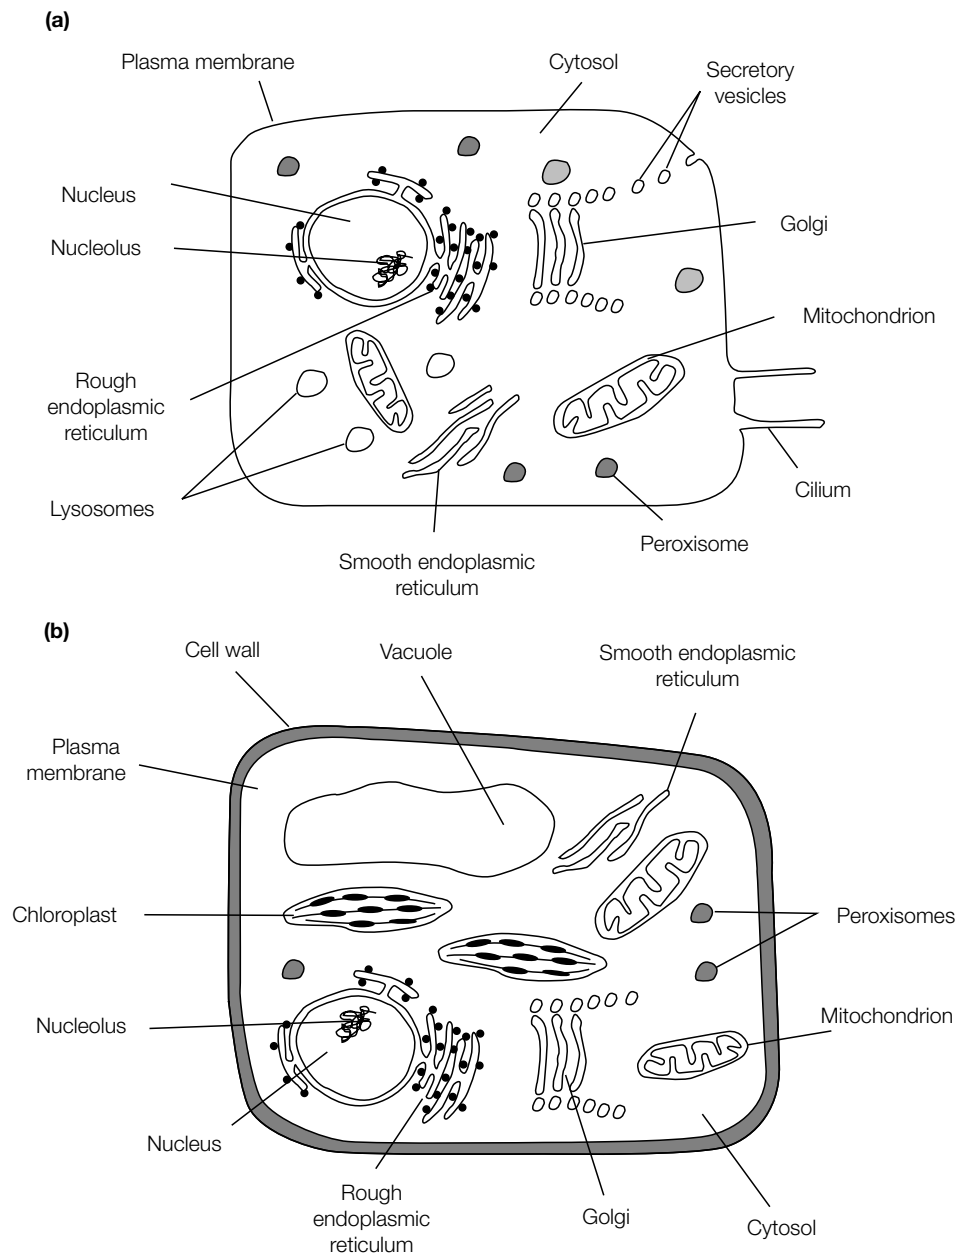 (a)
Plasma membrane
Cytosol
Secretory
vesicles
Nucleus
Nucleolus
Golgi
Mitochondrion
Rough
endoplasmic
reticulum
Lysosomes
Cilium
Peroxisome
Smooth endoplasmic
reticulum
(b)
Cell wall
Vacuole
Smooth endoplasmic
reticulum
Plasma
membrane
Chloroplast
Peroxisomes
Nucleolus
Mitochondrion
Nucleus
Rough
endoplasmic
reticulum
Golgi
Cytosol